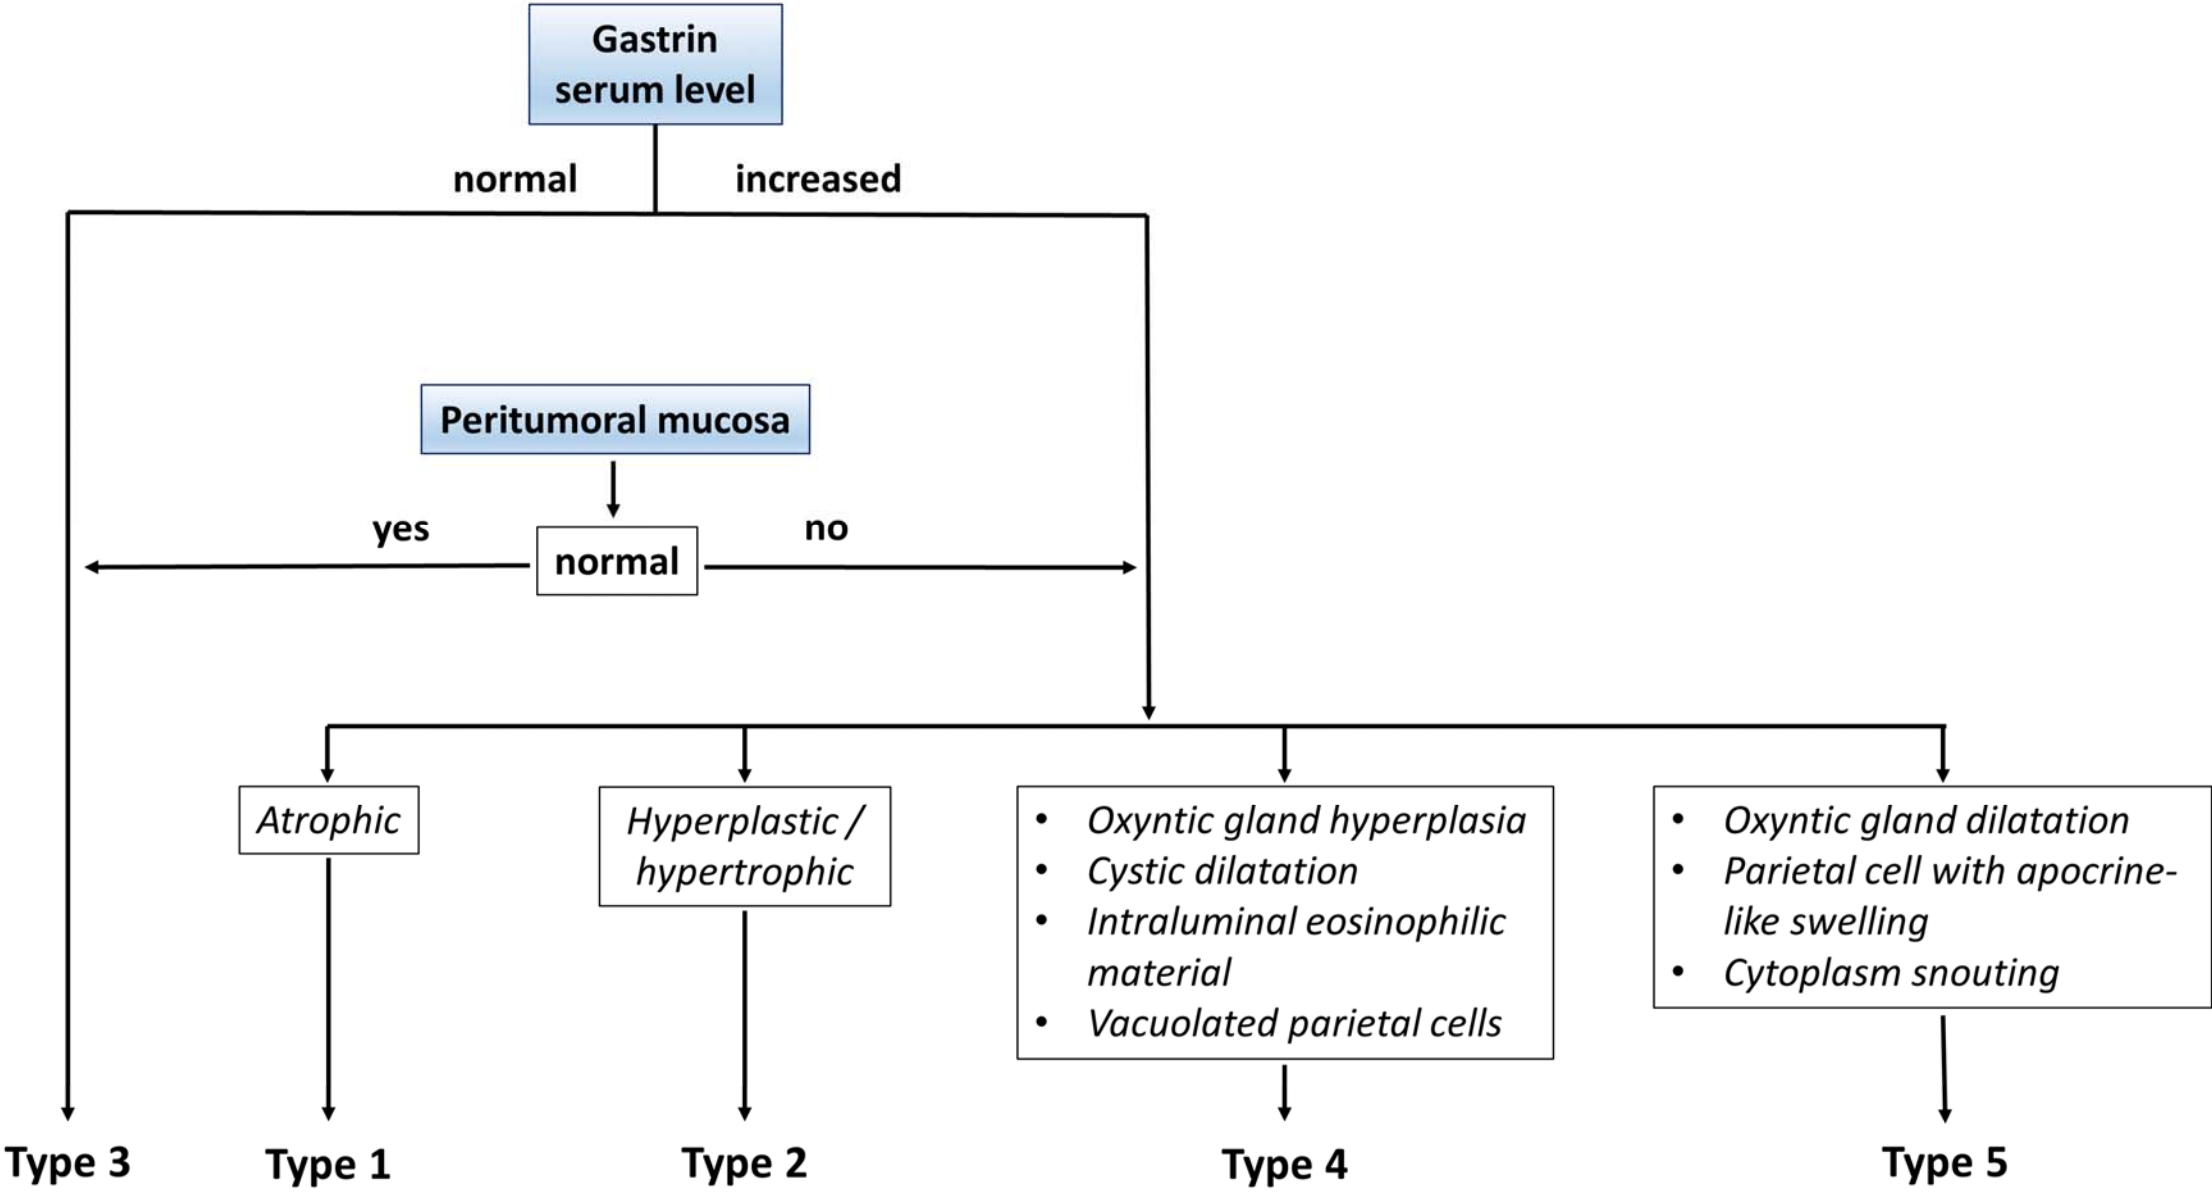 Gastrin
serum level
normal
increased
Peritumoral mucosa
yes
no
normal
Atrophic
Hyperplastic /
hypertrophic
• Oxyntic gland hyperplasia
• Cystic dilatation
• Intraluminal eosinophilic
material
• Vacuolated parietal cells
• Oxyntic gland dilatation
• Parietal cell with apocrine-
like swelling
• Cytoplasm snouting
Type 3
Type 1
Type 2
Type 4
Type 5